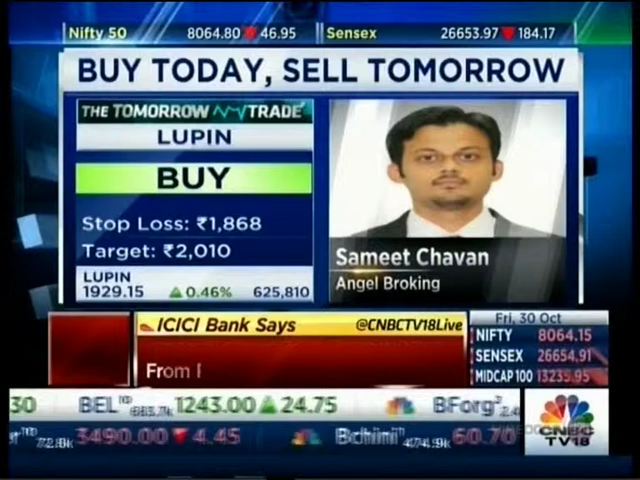 Nifty 50 8064.80 ▼ 46.95 Sensex 26653.97 ▼ 184.17
BUY TODAY, SELL TOMORROW
THE TOMORROW TRADE
LUPIN
BUY
Stop Loss: ₹1,868
Target: ₹2,010
LUPIN
1929.15 ▲ 0.46% 625,810
Sameet Chavan
Angel Broking
ICICI Bank Says @CNBCTV18Live
From
Fri, 30 Oct
NIFTY 8064.15
SENSEX 26654.91
MIDCAP 100 13235.95
30 BEL 1243.00 ▲ 24.75 BForg
3490.00 ▼ 4.45 Bchini 60.70
CNBC
TV18